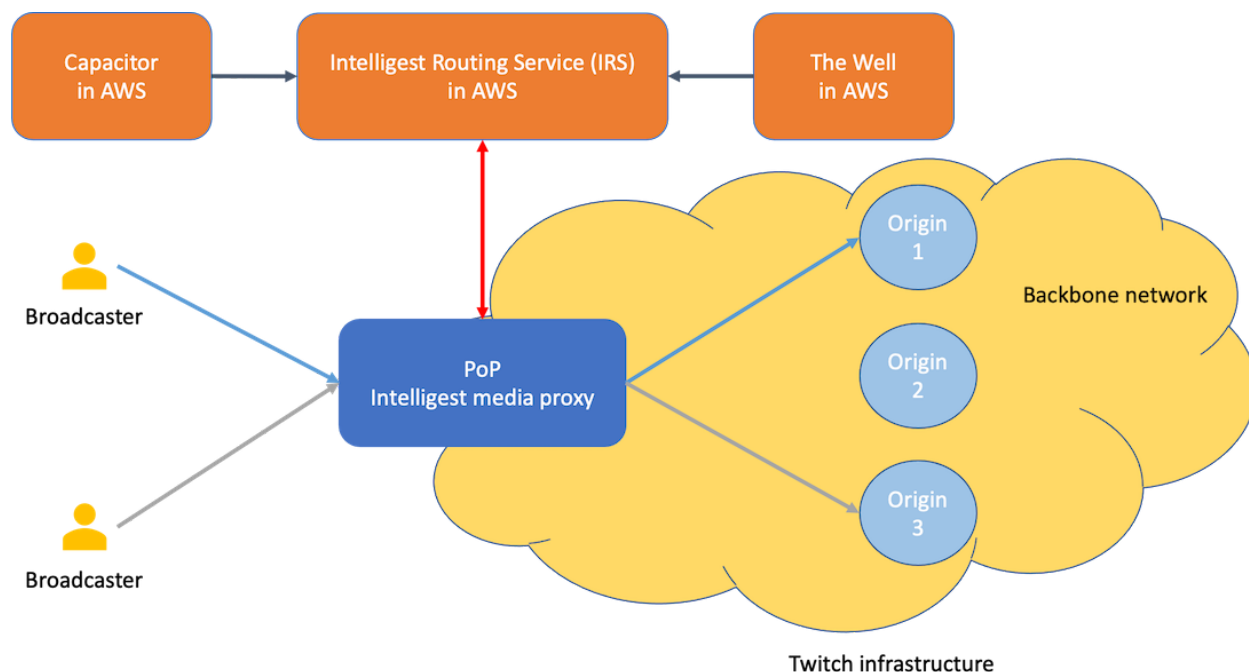 Capacitor
in AWS
Intelligest Routing Service (IRS)
in AWS
The Well
in AWS
Origin
1
Broadcaster
Backbone network
PoP
Intelligest media proxy
Origin
2
Origin
3
Broadcaster
Twitch infrastructure